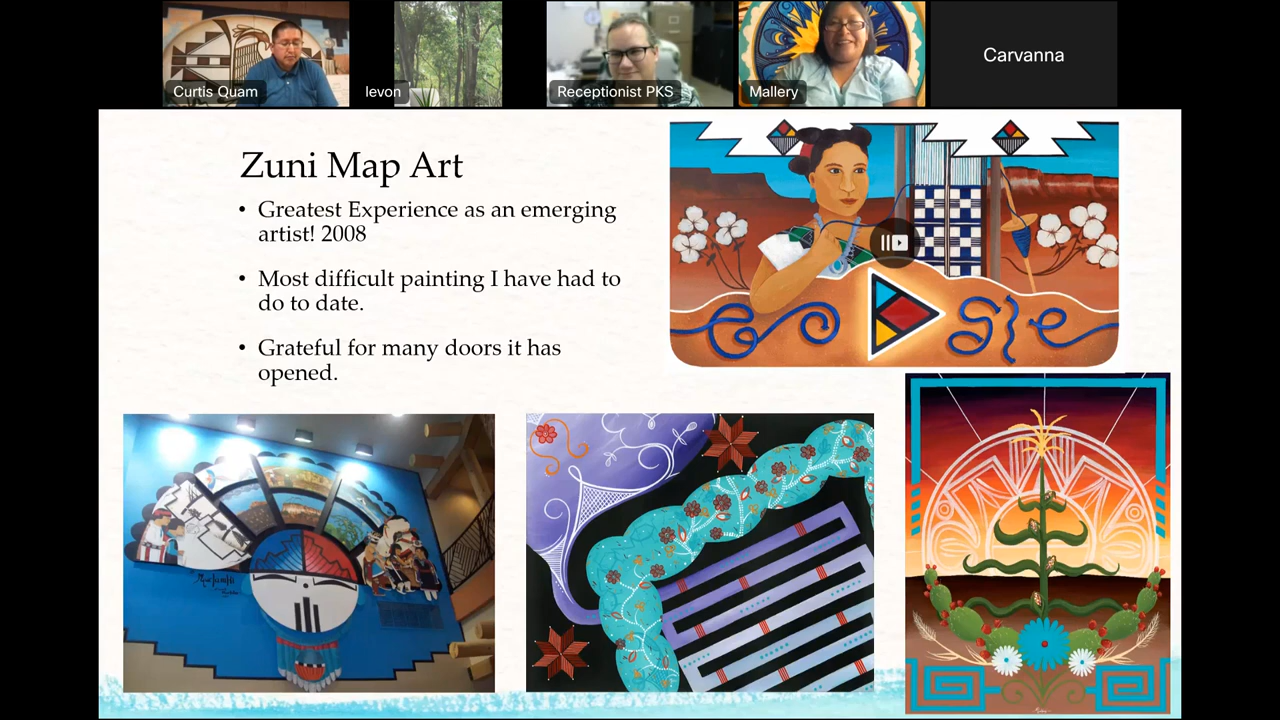 Curtis Quam
levon
Receptionist PKS
Mallery
Carvanna
Zuni Map Art
• Greatest Experience as an emerging
artist! 2008
• Most difficult painting I have had to
do to date.
• Grateful for many doors it has
opened.